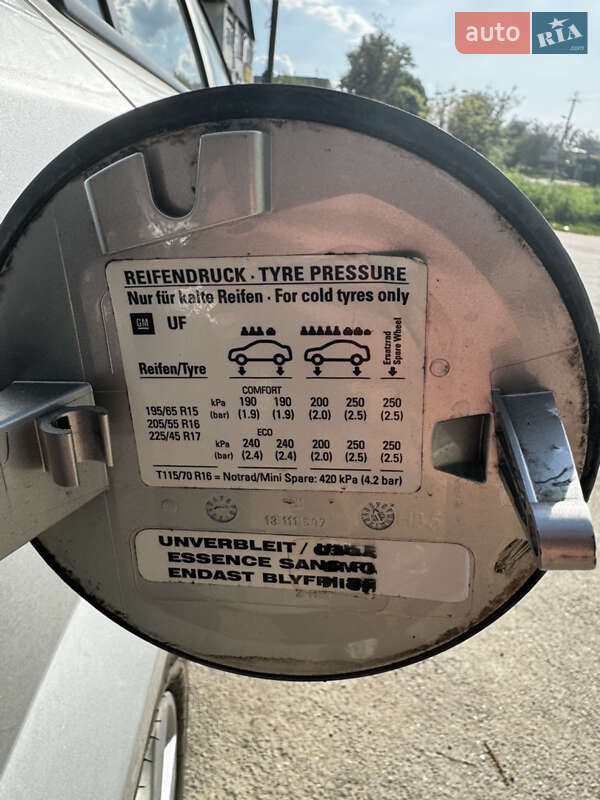 auto RIA .com
REIFENDRUCK · TYRE PRESSURE
Nur für kalte Reifen · For cold tyres only
GM UF
Ersatzrad
Spare Wheel
Reifen/Tyre
COMFORT
195/65 R15 kPa 190 190 200 250 250
205/55 R16 (bar) (1.9) (1.9) (2.0) (2.5) (2.5)
225/45 R17
ECO
kPa 240 240 200 250 250
(bar) (2.4) (2.4) (2.0) (2.5) (2.5)
T115/70 R16 = Notrad/Mini Spare: 420 kPa (4.2 bar)
UNVERBLEIT/
ESSENCE
ENDAST